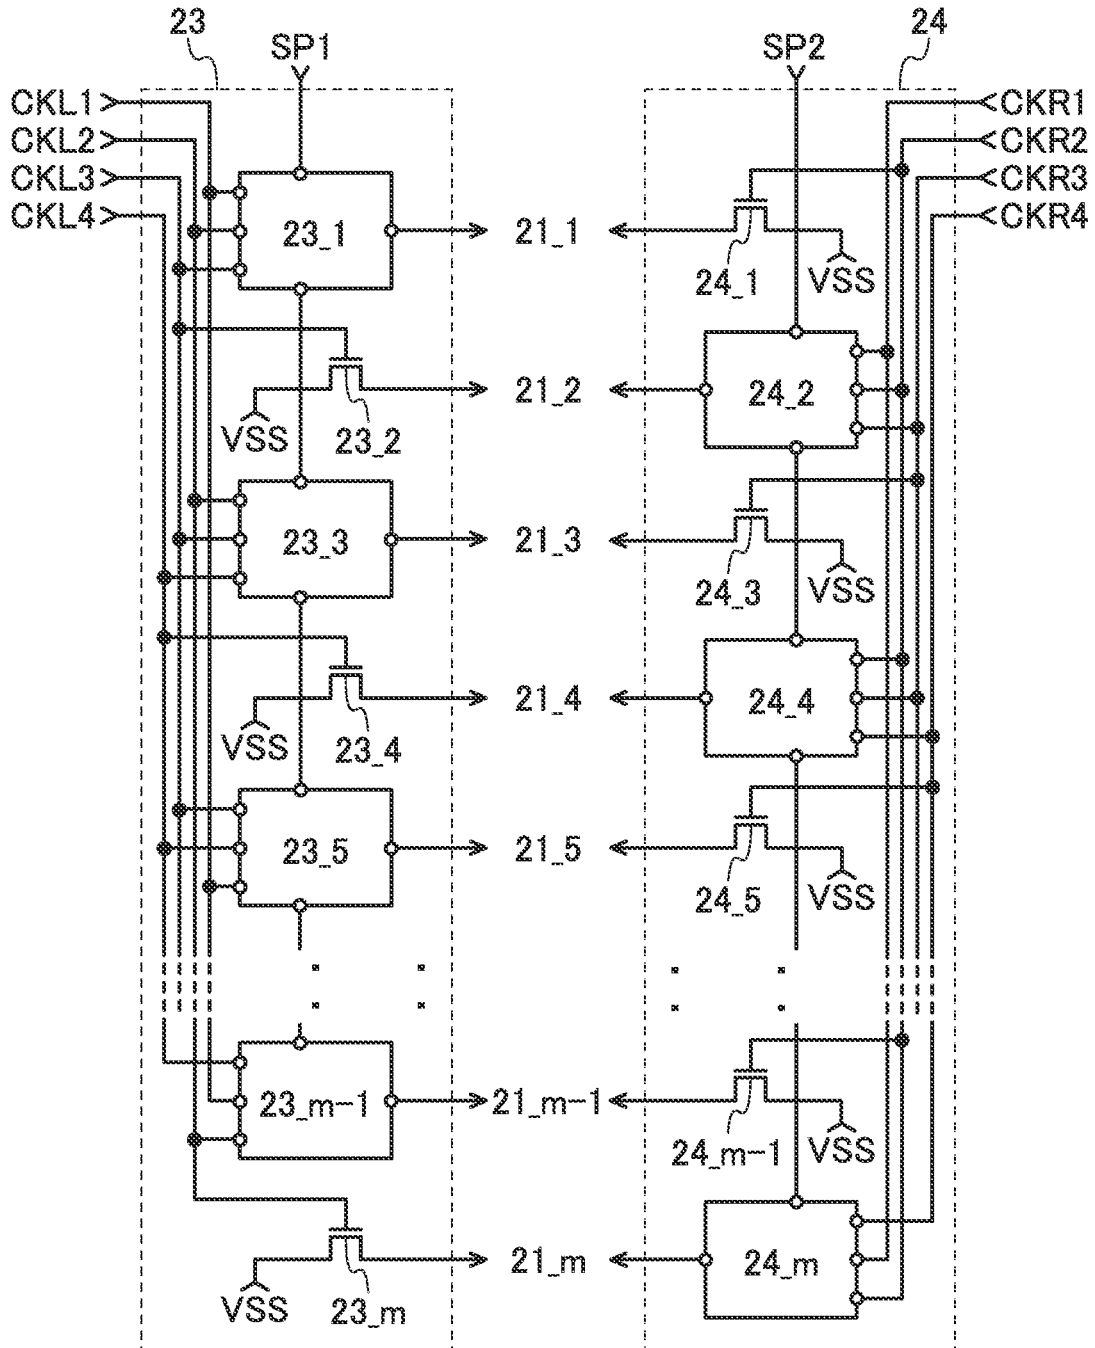 23
24
SP1
SP2
CKL1
CKR1
CKL2
CKR2
CKL3
CKR3
CKL4
CKR4
23_1
21_1
24_1
VSS
21_2
24_2
VSS
23_2
23_3
21_3
24_3
VSS
21_4
24_4
VSS
23_4
23_5
21_5
24_5
VSS
23_m-1
21_m-1
24_m-1
VSS
21_m
24_m
VSS
23_m